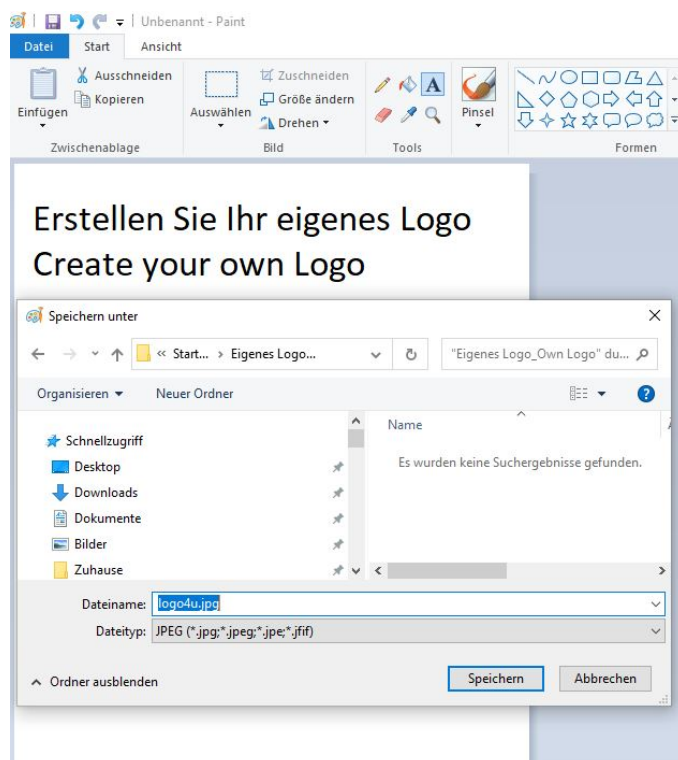 Unbenannt - Paint
Datei Start Ansicht
Einfügen
Ausschneiden
Kopieren
Zwischenablage
Auswählen
Zuschneiden
Größe ändern
Drehen
Bild
A
Tools
Pinsel
Formen
Erstellen Sie Ihr eigenes Logo
Create your own Logo
Speichern unter
« Start... › Eigenes Logo...
"Eigenes Logo_Own Logo" du...
Organisieren Neuer Ordner
?
Schnellzugriff
Desktop
Downloads
Dokumente
Bilder
Zuhause
Name
Es wurden keine Suchergebnisse gefunden.
Dateiname: logo4u.jpg
Dateityp: JPEG (*.jpg;*.jpeg;*.jpe;*.jfif)
Ordner ausblenden
Speichern Abbrechen